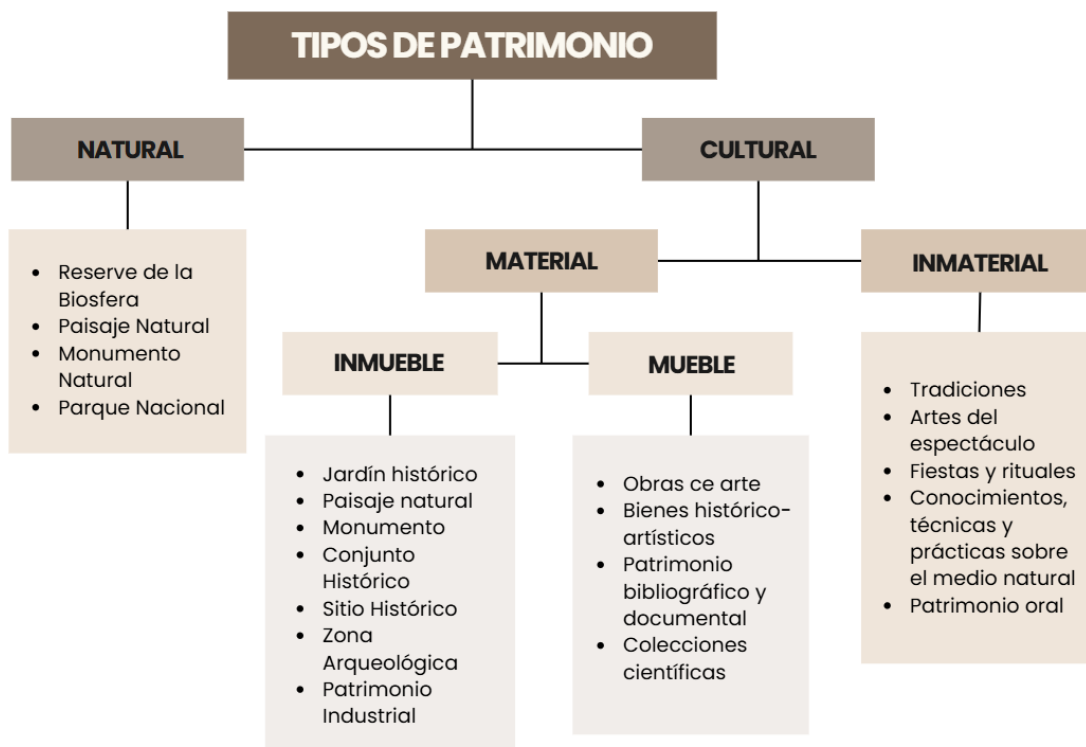 TIPOS DE PATRIMONIO
NATURAL
CULTURAL
• Reserve de la
Biosfera
• Paisaje Natural
• Monumento
Natural
• Parque Nacional
MATERIAL
INMATERIAL
INMUEBLE
MUEBLE
• Jardín histórico
• Paisaje natural
• Monumento
• Conjunto
Histórico
• Sitio Histórico
• Zona
Arqueológica
• Patrimonio
Industrial
• Obras ce arte
• Bienes histórico-
artísticos
• Patrimonio
bibliográfico y
documental
• Colecciones
científicas
• Tradiciones
• Artes del
espectáculo
• Fiestas y rituales
• Conocimientos,
técnicas y
prácticas sobre
el medio natural
• Patrimonio oral